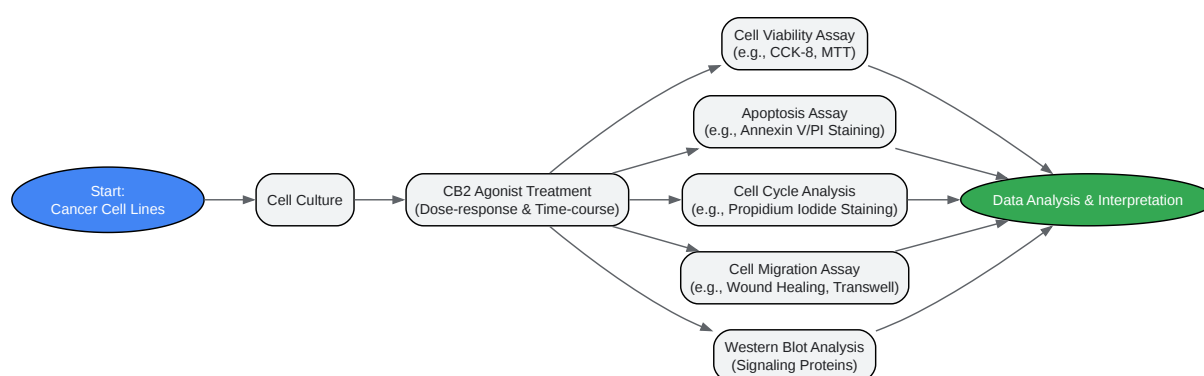 Start:
Cancer Cell Lines
Cell Culture
CB2 Agonist Treatment
(Dose-response & Time-course)
Cell Viability Assay
(e.g., CCK-8, MTT)
Apoptosis Assay
(e.g., Annexin V/PI Staining)
Cell Cycle Analysis
(e.g., Propidium Iodide Staining)
Cell Migration Assay
(e.g., Wound Healing, Transwell)
Western Blot Analysis
(Signaling Proteins)
Data Analysis & Interpretation